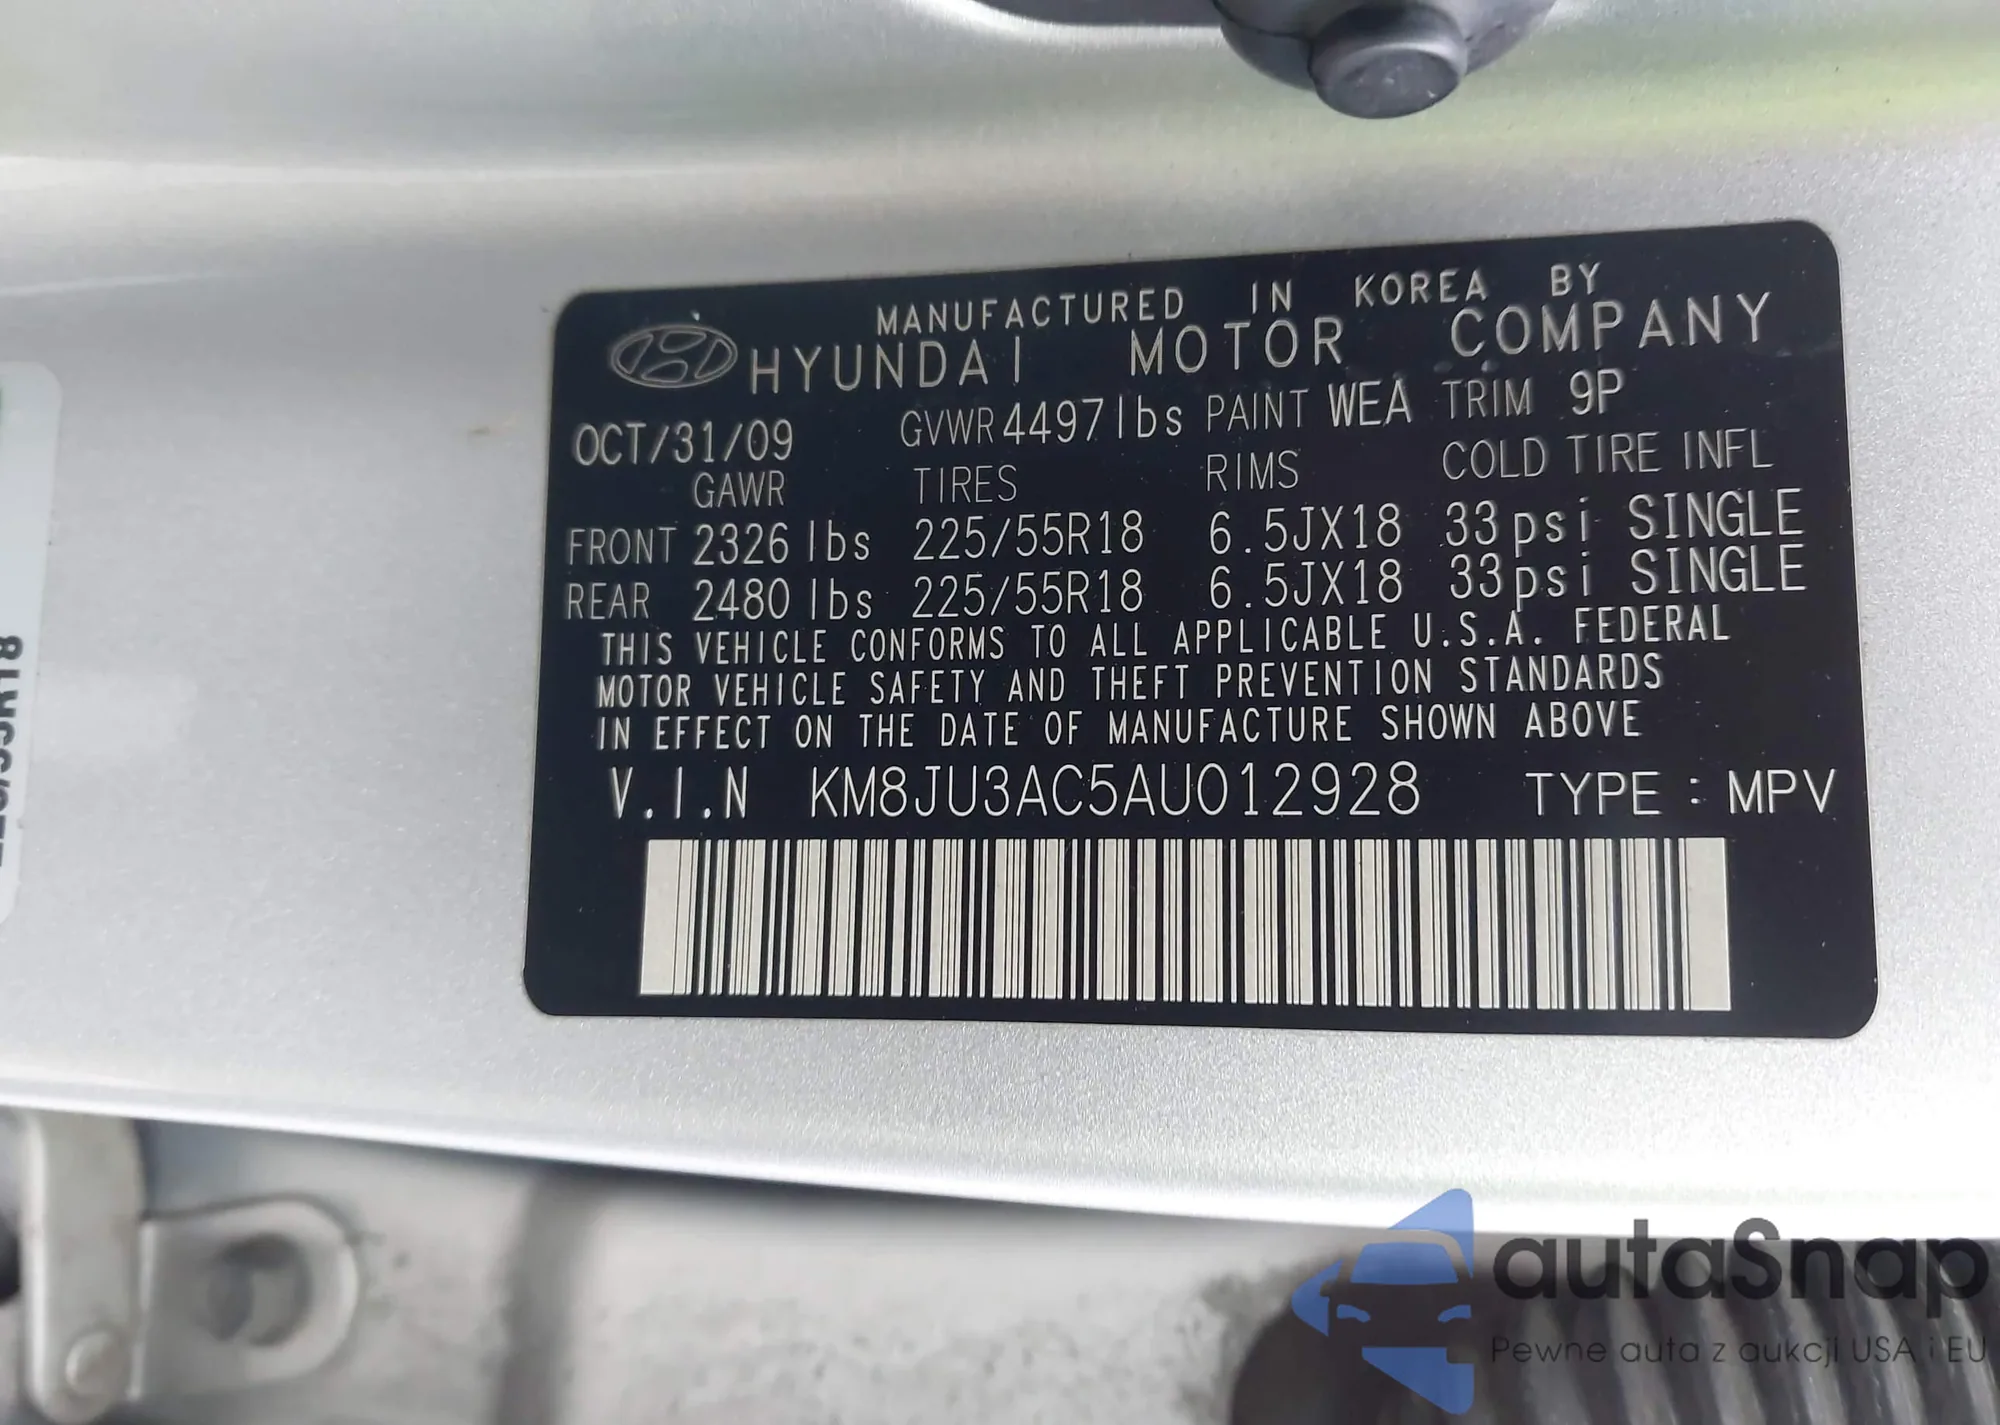 MANUFACTURED IN KOREA BY
HYUNDAI MOTOR COMPANY
OCT/31/09 GVWR 4497lbs PAINT WEA TRIM 9P
GAWR TIRES RIMS COLD TIRE INFL
FRONT 2326 lbs 225/55R18 6.5JX18 33psi SINGLE
REAR 2480 lbs 225/55R18 6.5JX18 33psi SINGLE
THIS VEHICLE CONFORMS TO ALL APPLICABLE U.S.A. FEDERAL
MOTOR VEHICLE SAFETY AND THEFT PREVENTION STANDARDS
IN EFFECT ON THE DATE OF MANUFACTURE SHOWN ABOVE
V.I.N KM8JU3AC5AU012928 TYPE : MPV
autaSnap
Pewne auta z aukcji USA i EU